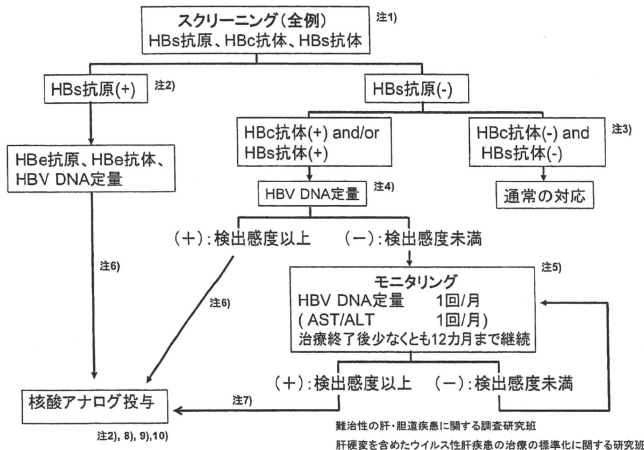 スクリーニング(全例)
HBs抗原、HBc抗体、HBs抗体
注1)
HBs抗原(+)
注2)
HBs抗原(-)
HBc抗体(+) and/or
HBs抗体(+)
HBc抗体(-) and
HBs抗体(-)
注3)
HBe抗原、HBe抗体、
HBV DNA定量
HBV DNA定量
注4)
通常の対応
(+):検出感度以上
(-):検出感度未満
注6)
注6)
モニタリング
HBV DNA定量 1回/月
( AST/ALT 1回/月)
治療終了後少なくとも12カ月まで継続
注5)
(+):検出感度以上
(-):検出感度未満
核酸アナログ投与
注7)
注2), 8), 9),10)
難治性の肝・胆道疾患に関する調査研究班
肝硬変を含めたウイルス性肝疾患の治療の標準化に関する研究班